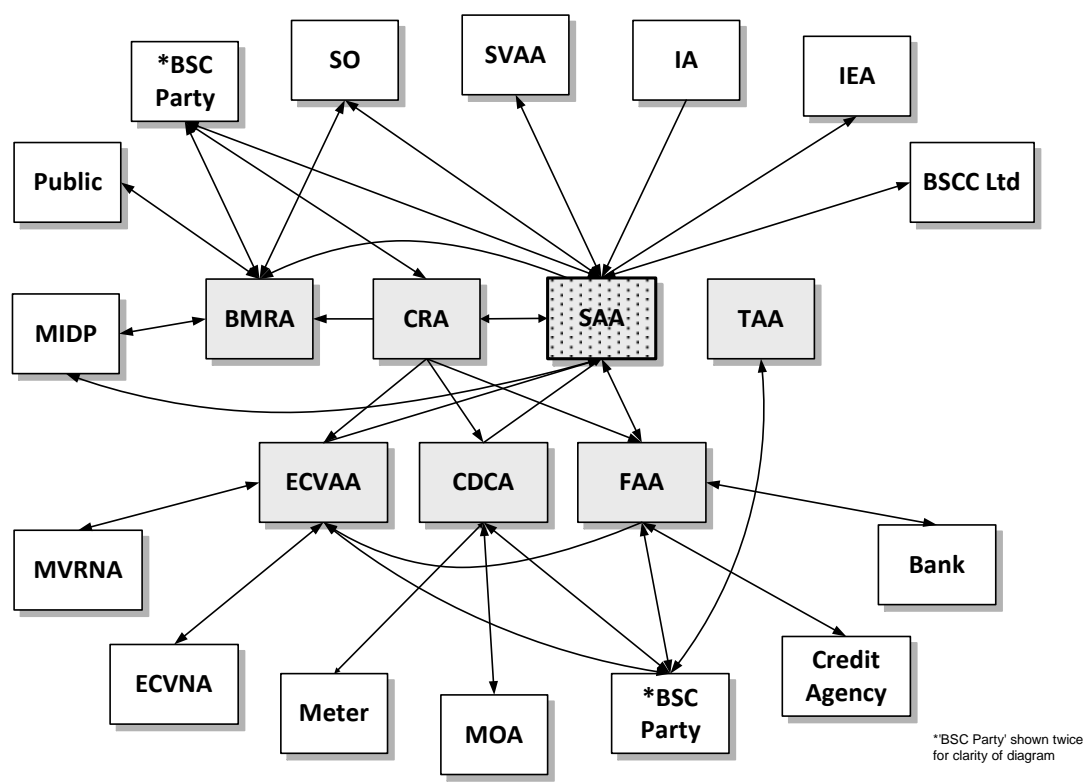 *BSC
Party
SO
SVAA
IA
IEA
Public
BSCC Ltd
MIDP
BMRA
CRA
SAA
TAA
ECVAA
CDCA
FAA
MVRNA
Bank
ECVNA
Meter
MOA
*BSC
Party
Credit
Agency
*'BSC Party' shown twice
for clarity of diagram